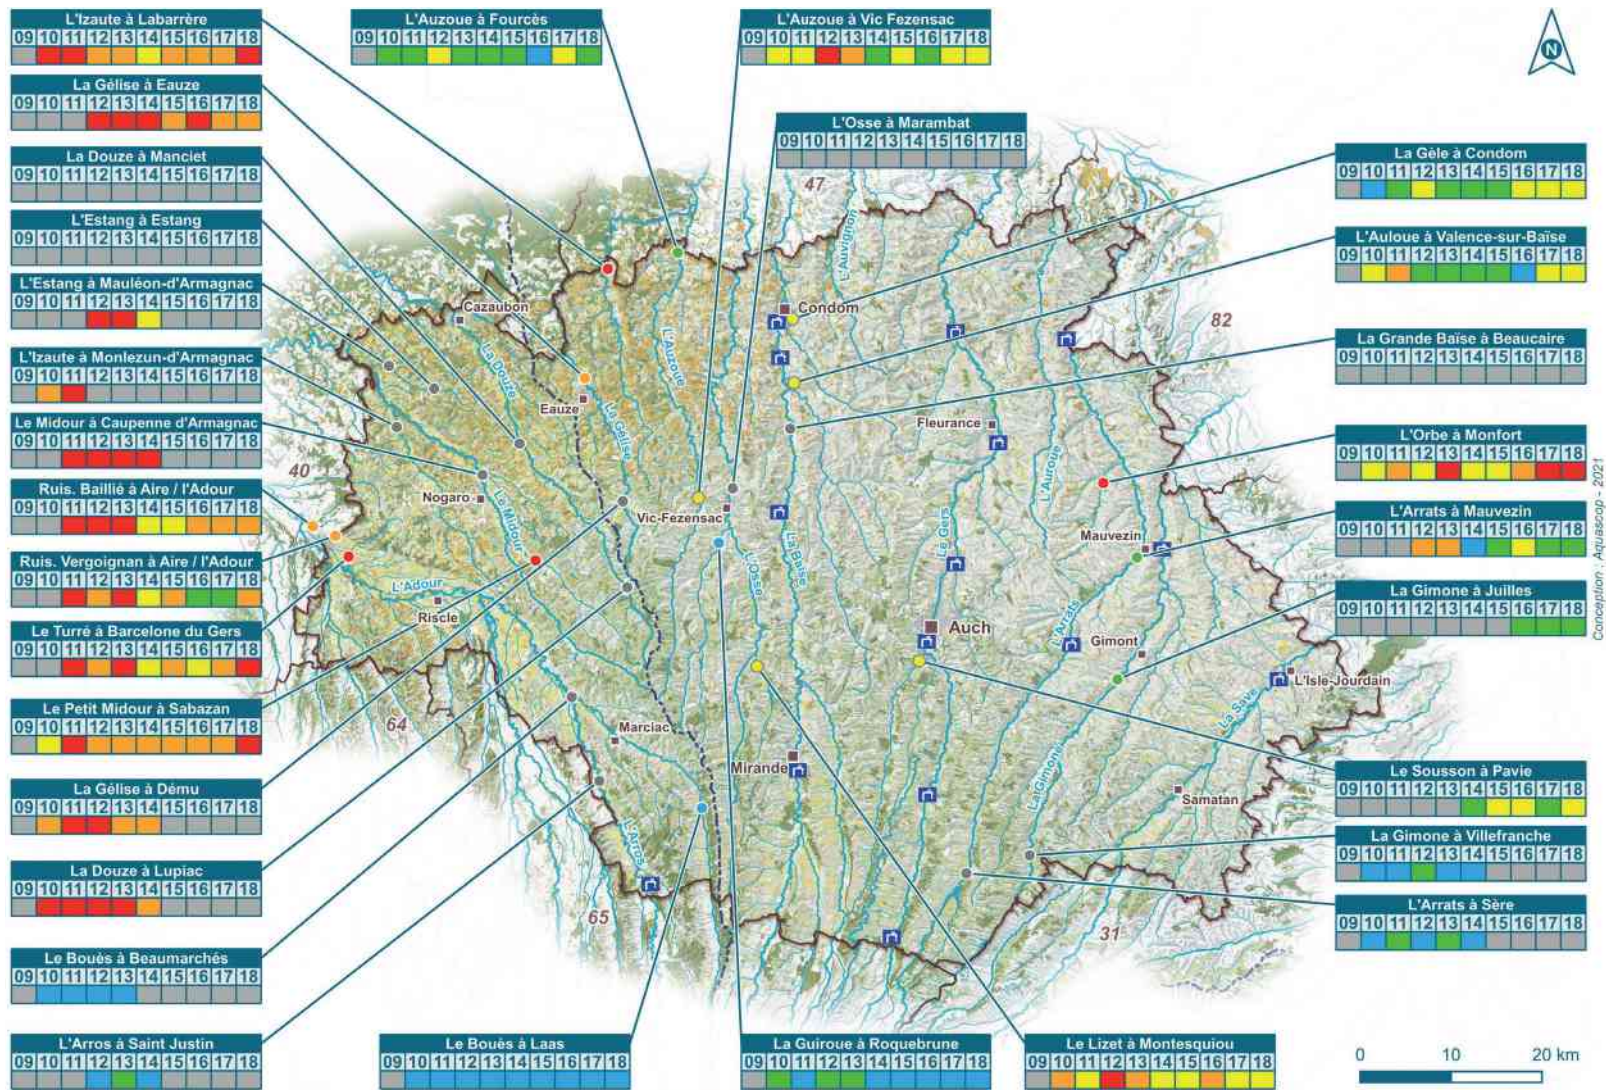 L'Izaute à Labarrère
09 10 11 12 13 14 15 16 17 18
L'Auzoue à Fourcès
09 10 11 12 13 14 15 16 17 18
L'Auzoue à Vic Fezensac
09 10 11 12 13 14 15 16 17 18
N
La Gélise à Eauze
09 10 11 12 13 14 15 16 17 18
L'Osse à Marambat
09 10 11 12 13 14 15 16 17 18
La Douze à Manciet
09 10 11 12 13 14 15 16 17 18
La Gèle à Condom
09 10 11 12 13 14 15 16 17 18
L'Estang à Estang
09 10 11 12 13 14 15 16 17 18
L'Auloue à Valence-sur-Baïse
09 10 11 12 13 14 15 16 17 18
L'Estang à Mauléon-d'Armagnac
09 10 11 12 13 14 15 16 17 18
La Grande Baïse à Beaucaire
09 10 11 12 13 14 15 16 17 18
L'Izaute à Monlezun-d'Armagnac
09 10 11 12 13 14 15 16 17 18
Le Midour à Caupenne d'Armagnac
09 10 11 12 13 14 15 16 17 18
L'Orbe à Monfort
09 10 11 12 13 14 15 16 17 18
Ruis. Baillié à Aire / l'Adour
09 10 11 12 13 14 15 16 17 18
L'Arrats à Mauvezin
09 10 11 12 13 14 15 16 17 18
Ruis. Vergoignan à Aire / l'Adour
09 10 11 12 13 14 15 16 17 18
La Gimone à Juilles
09 10 11 12 13 14 15 16 17 18
Le Turré à Barcelone du Gers
09 10 11 12 13 14 15 16 17 18
Le Petit Midour à Sabazan
09 10 11 12 13 14 15 16 17 18
La Gélise à Dému
09 10 11 12 13 14 15 16 17 18
Le Sousson à Pavie
09 10 11 12 13 14 15 16 17 18
La Gimone à Villefranche
09 10 11 12 13 14 15 16 17 18
La Douze à Lupiac
09 10 11 12 13 14 15 16 17 18
L'Arrats à Sère
09 10 11 12 13 14 15 16 17 18
Le Bouès à Beaumarchés
09 10 11 12 13 14 15 16 17 18
L'Arros à Saint Justin
09 10 11 12 13 14 15 16 17 18
Le Bouès à Laas
09 10 11 12 13 14 15 16 17 18
La Guiroue à Roquebrune
09 10 11 12 13 14 15 16 17 18
Le Lizet à Montesquiou
09 10 11 12 13 14 15 16 17 18
47
82
40
64
65
31
Cazaubon
Condom
Eauze
Fleurance
Nogaro
Vic-Fezensac
Mauvezin
Riscle
Auch
Gimont
L'Isle-Jourdain
Marciac
Mirande
Samatan
L'Auvignon
L'Auzoue
La Douze
La Gélise
L'Auroue
Le Midour
La Baïse
Le Gers
L'Osse
L'Adour
L'Arrats
La Save
La Gimone
L'Arros
Conception : Aquascop - 2021
0 10 20 km